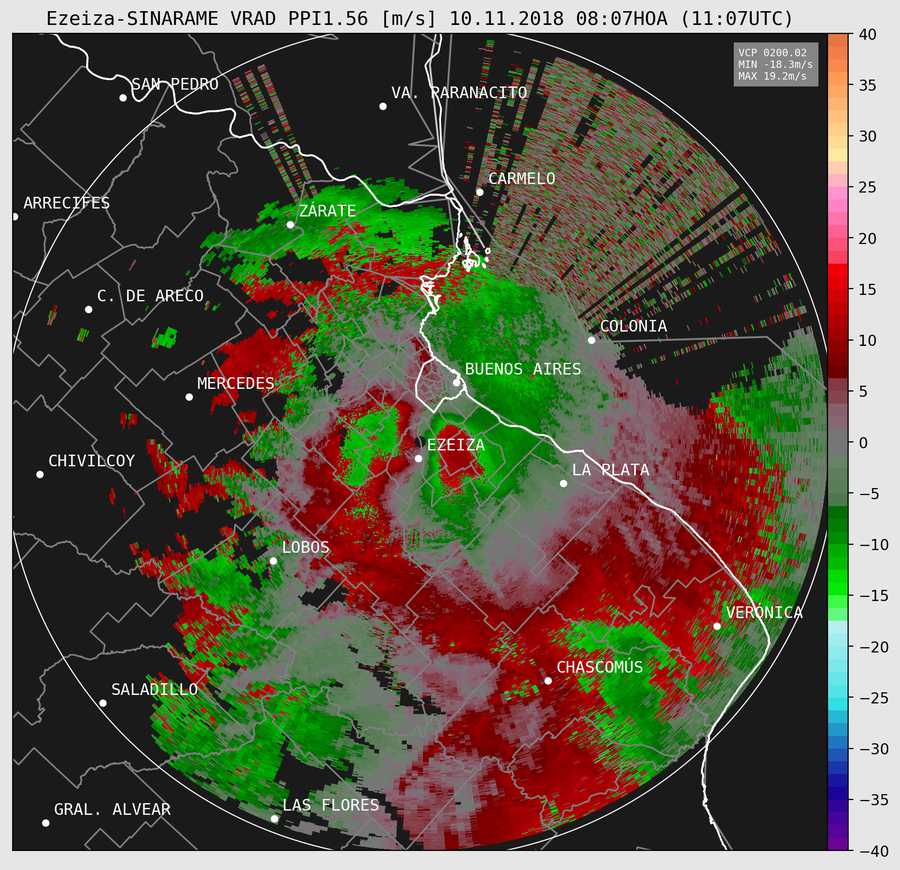 Ezeiza-SINARAME VRAD PPI1.56 [m/s] 10.11.2018 08:07HOA (11:07UTC)
VCP 0200.02
MIN -18.3m/s
MAX 19.2m/s
SAN PEDRO
VA. PARANACITO
CARMELO
ARRECIFES
ZÁRATE
C. DE ARECO
COLONIA
BUENOS AIRES
MERCEDES
EZEIZA
CHIVILCOY
LA PLATA
LOBOS
VERÓNICA
CHASCOMÚS
SALADILLO
LAS FLORES
GRAL. ALVEAR
40
35
30
25
20
15
10
5
0
−5
−10
−15
−20
−25
−30
−35
−40